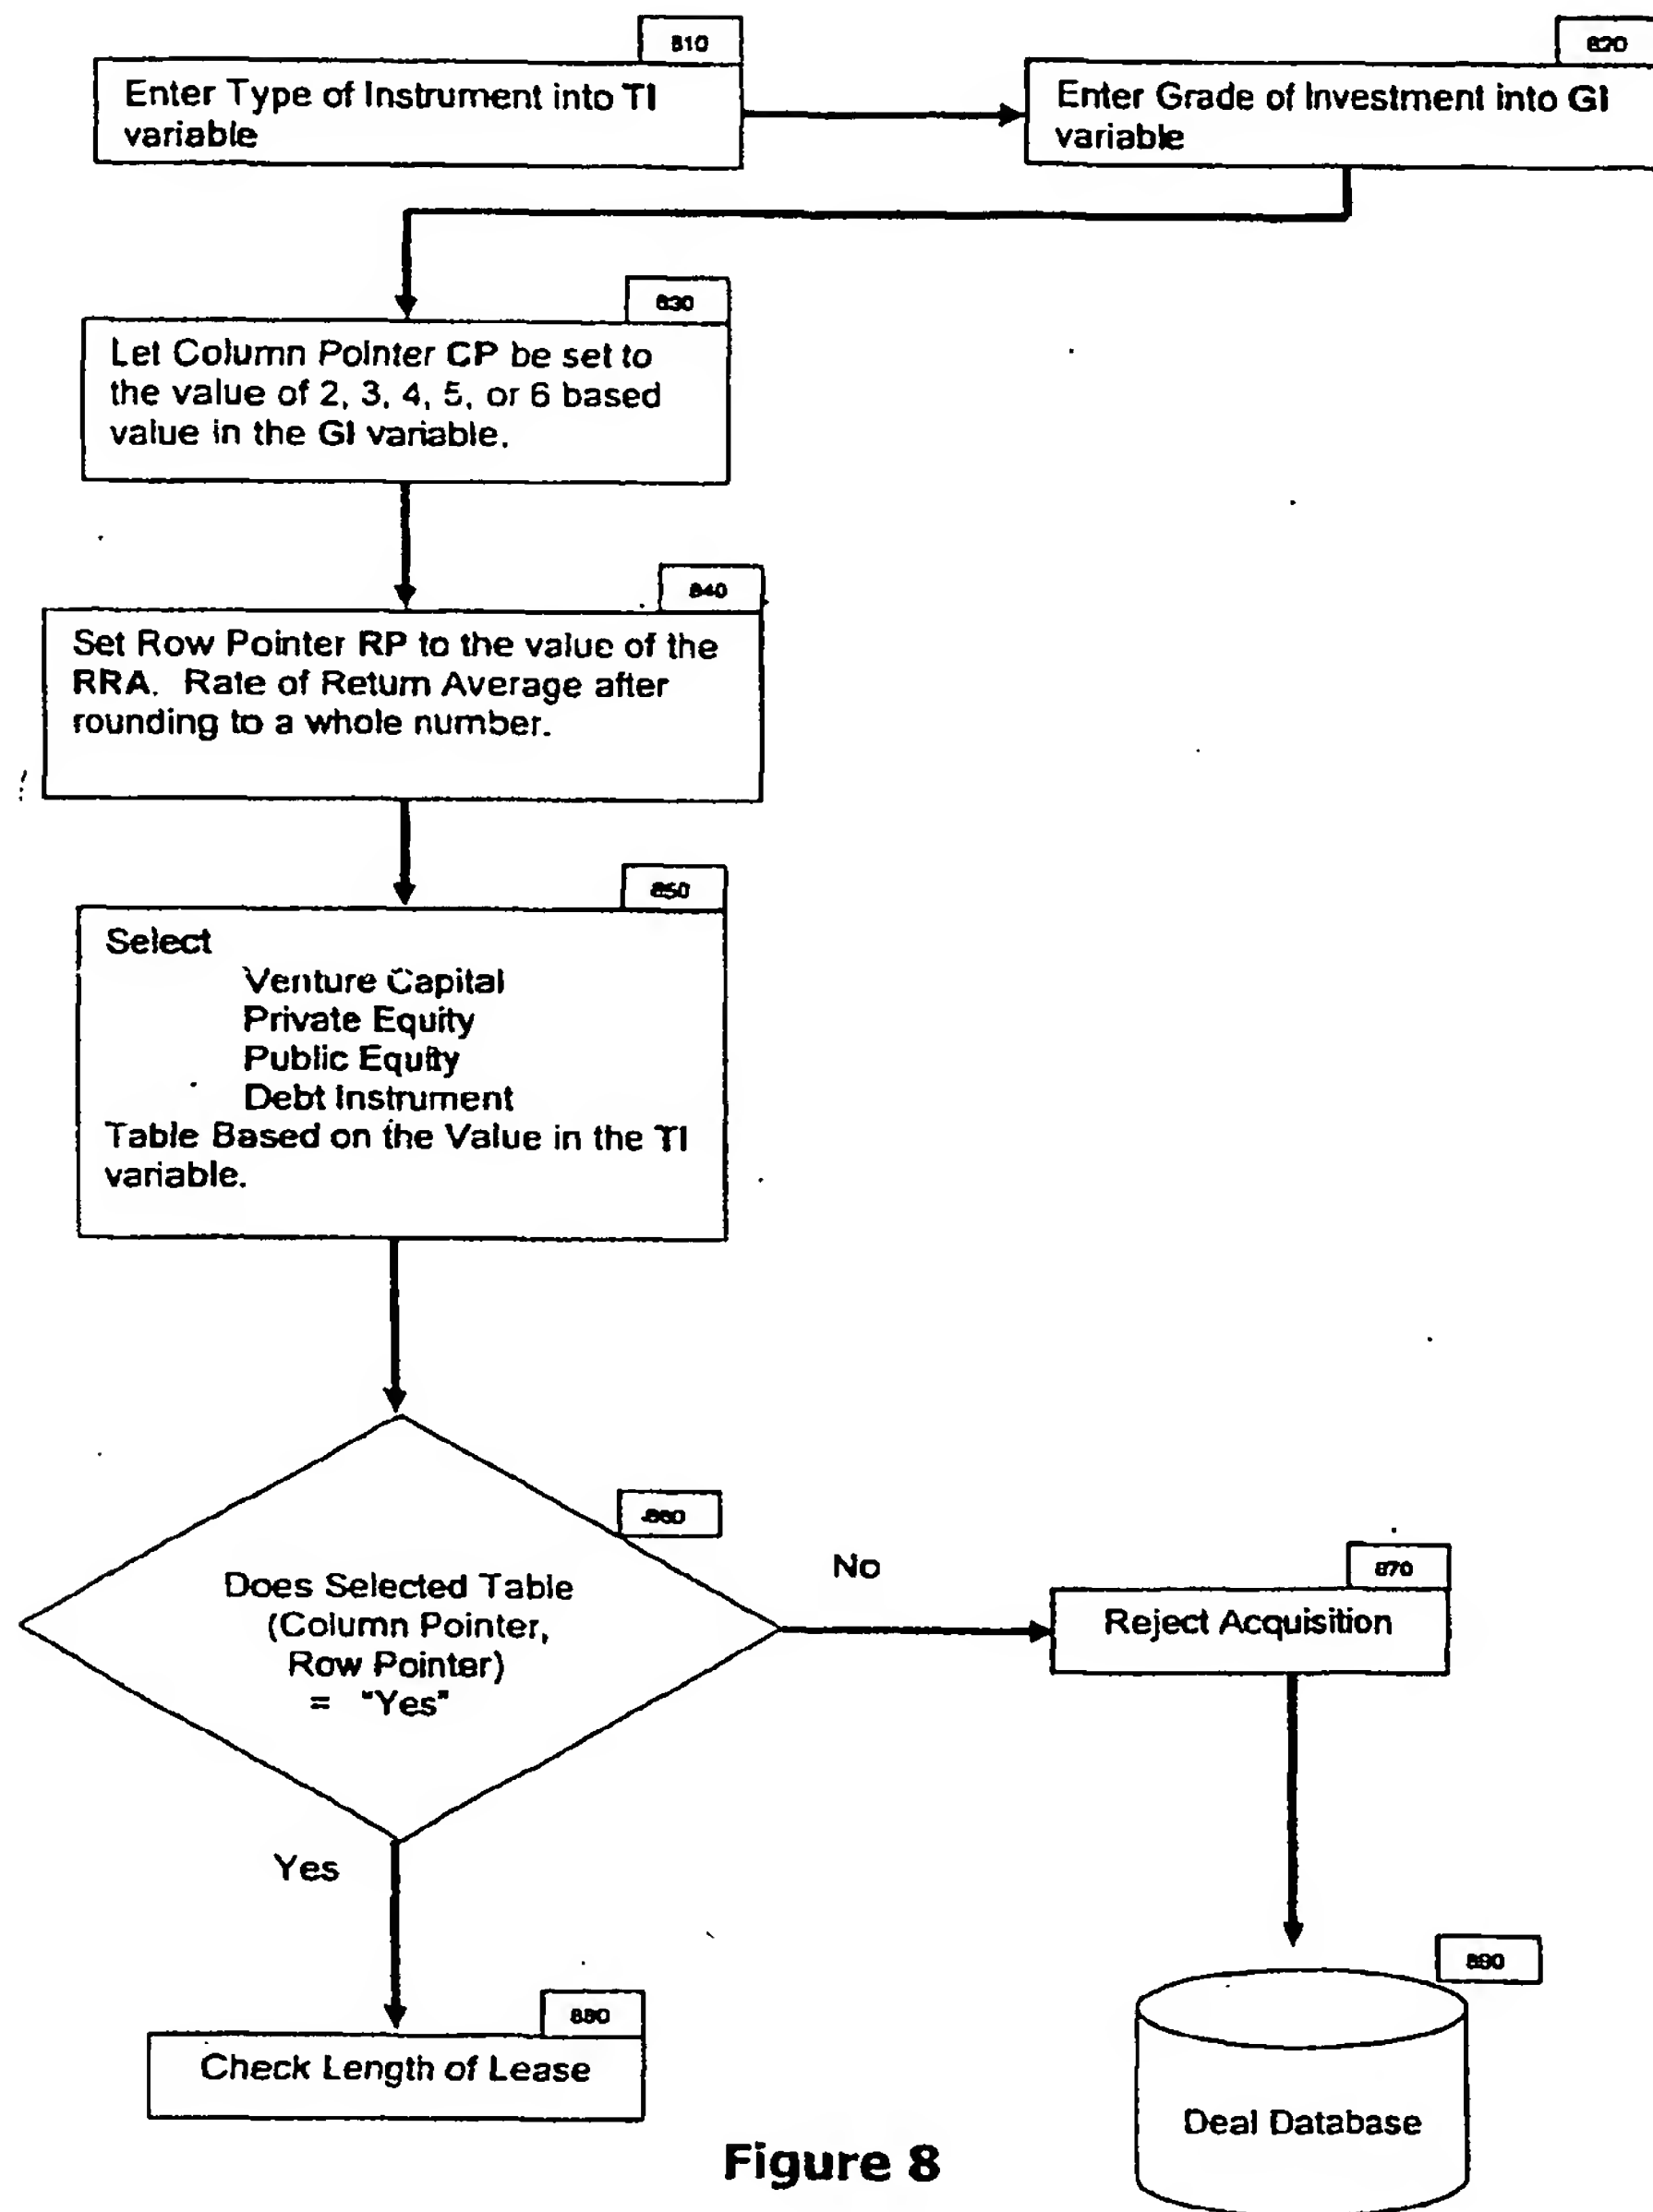 810
Enter Type of Instrument into TI
variable
820
Enter Grade of Investment into GI
variable
830
Let Column Pointer CP be set to
the value of 2, 3, 4, 5, or 6 based
value in the GI variable.
840
Set Row Pointer RP to the value of the
RRA. Rate of Return Average after
rounding to a whole number.
850
Select
Venture Capital
Private Equity
Public Equity
Debt Instrument
Table Based on the Value in the TI
variable.
860
Does Selected Table
(Column Pointer,
Row Pointer)
= "Yes"
No
870
Reject Acquisition
Yes
880
Check Length of Lease
890
Deal Database
Figure 8